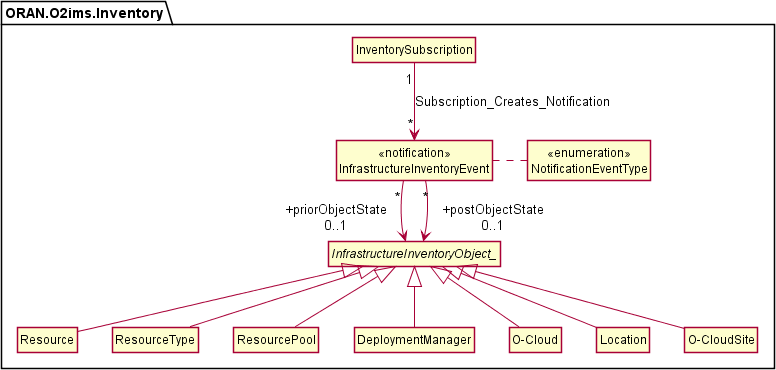 ORAN.O2ims.Inventory
InventorySubscription
1
Subscription_Creates_Notification
*
«notification»
InfrastructureInventoryEvent
«enumeration»
NotificationEventType
*
*
+priorObjectState
0..1
+postObjectState
0..1
InfrastructureInventoryObject_
Resource
ResourceType
ResourcePool
DeploymentManager
O-Cloud
Location
O-CloudSite